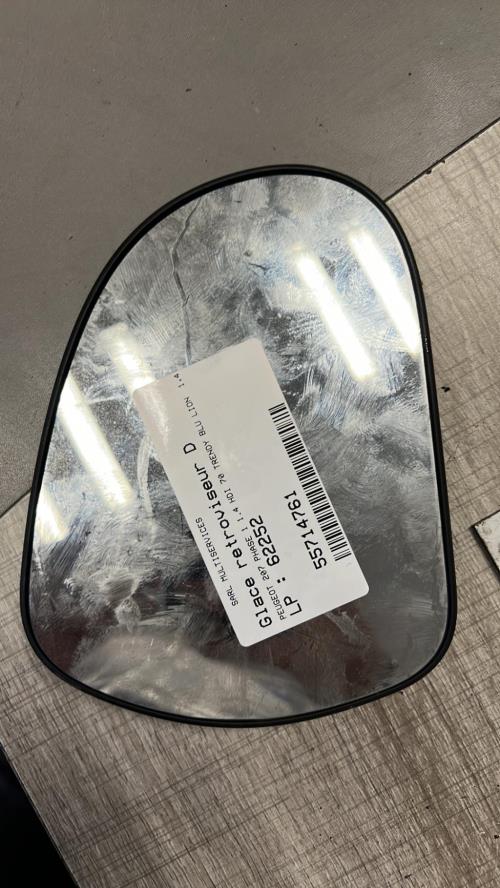 SARL MULTISERVICES
Glace retroviseur D
PEUGEOT 207 PHASE 1 1.4 HDI 70 TRENDY BLU LION 1.4
LP : 62252
55714761